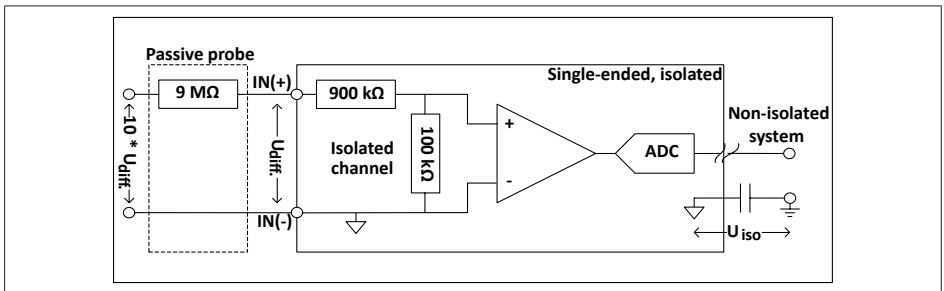 Passive probe
IN(+)
Single-ended, isolated
9 MΩ
900 kΩ
Non-isolated
system
10 * Udiff.
Udiff.
Isolated
channel
100 kΩ
+
-
ADC
IN(-)
U iso